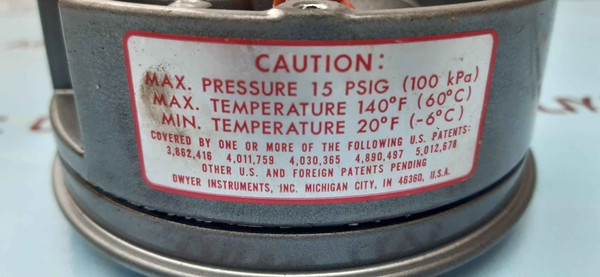 CAUTION:
MAX. PRESSURE 15 PSIG (100 kPa)
MAX. TEMPERATURE 140°F (60°C)
MIN. TEMPERATURE 20°F (-6°C)
COVERED BY ONE OR MORE OF THE FOLLOWING U.S. PATENTS:
3,862,416 4,011,759 4,030,365 4,890,497 5,012,678
OTHER U.S. AND FOREIGN PATENTS PENDING
DWYER INSTRUMENTS, INC. MICHIGAN CITY, IN 46360, U.S.A.